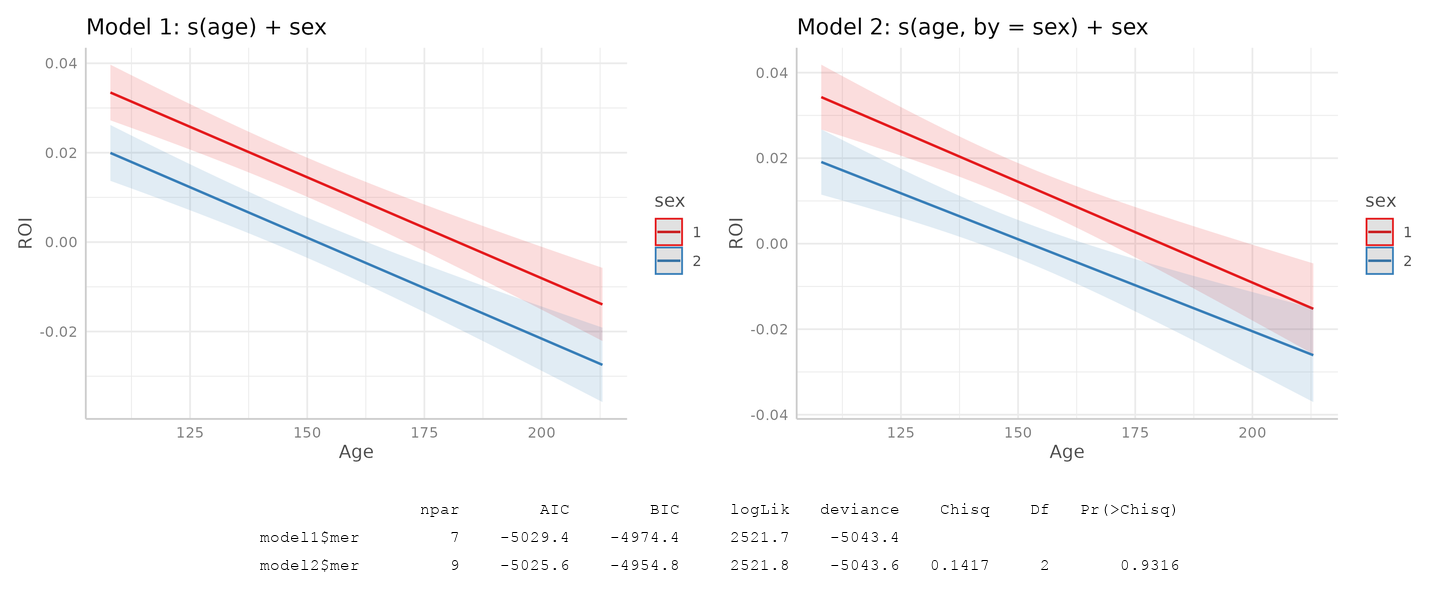 Model 1: s(age) + sex
0.04
0.02
0.00
-0.02
ROI
125 150 175 200
Age
sex
1
2
Model 2: s(age, by = sex) + sex
0.04
0.02
0.00
-0.02
-0.04
ROI
125 150 175 200
Age
sex
1
2
npar AIC BIC logLik deviance Chisq Df Pr(>Chisq)
model1$mer 7 -5029.4 -4974.4 2521.7 -5043.4
model2$mer 9 -5025.6 -4954.8 2521.8 -5043.6 0.1417 2 0.9316